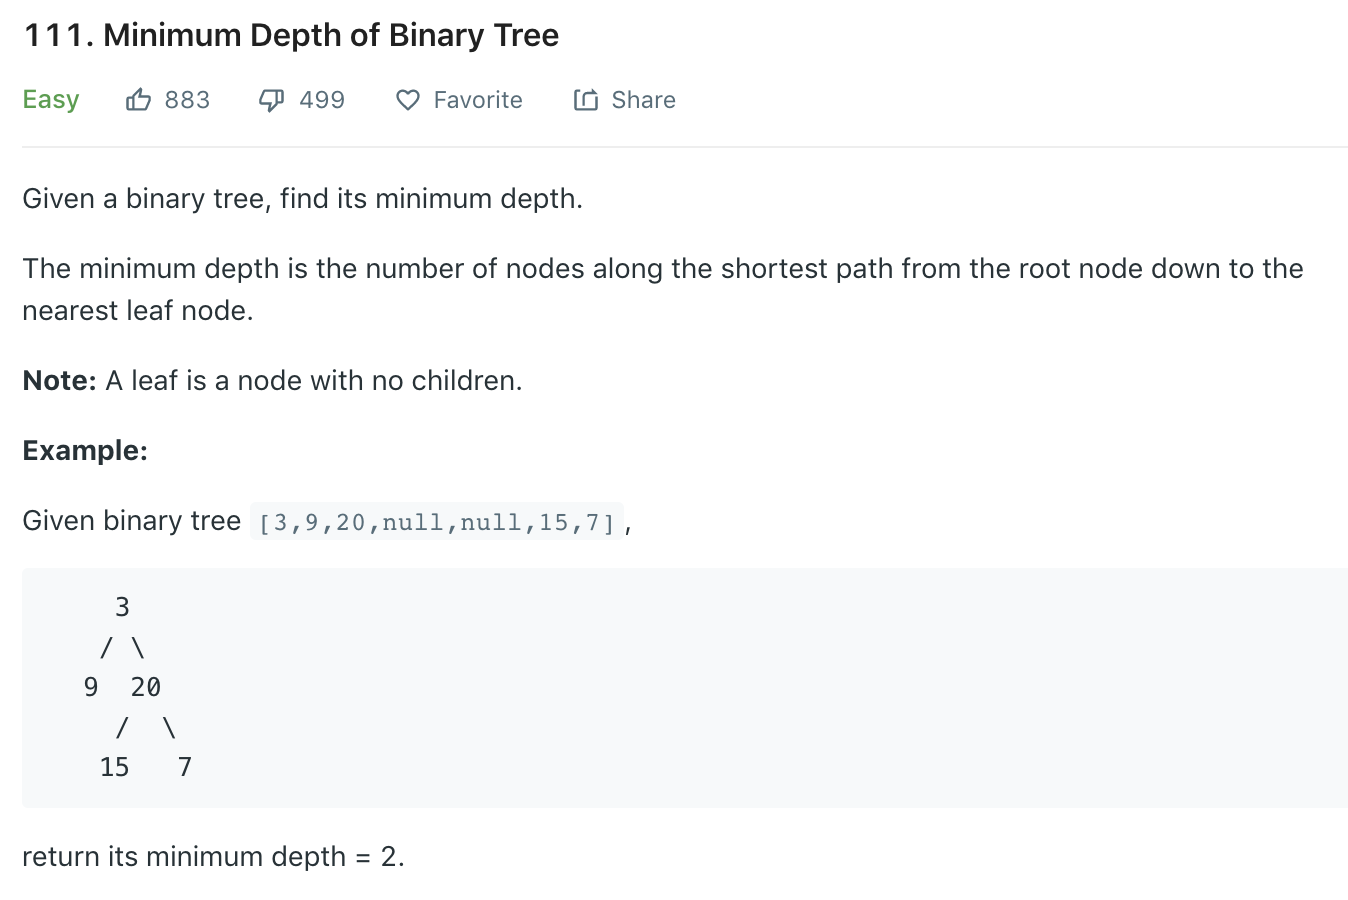 111. Minimum Depth of Binary Tree
Easy 883 499 Favorite Share
Given a binary tree, find its minimum depth.
The minimum depth is the number of nodes along the shortest path from the root node down to the
nearest leaf node.
Note: A leaf is a node with no children.
Example:
Given binary tree [3,9,20,null,null,15,7],
3
/ \
9 20
/ \
15 7
return its minimum depth = 2.